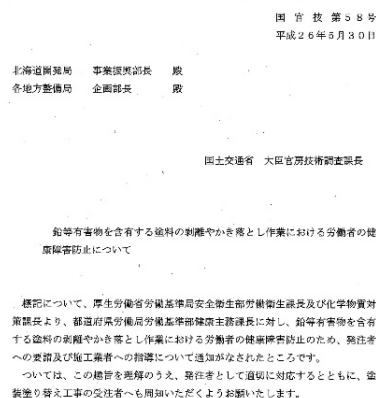 国官技第58号
平成26年5月30日
北海道開発局　事業振興部長　殿
各地方整備局　企画部長　殿
国土交通省　大臣官房技術調査課長
鉛等有害物を含有する塗料の剥離やかき落とし作業における労働者の健
康障害防止について
標記について、厚生労働省労働基準局安全衛生部労働衛生課長及び化学物質対
策課長より、都道府県労働局労働基準部健康主務課長に対し、鉛等有害物を含有
する塗料の剥離やかき落とし作業における労働者の健康障害防止のため、発注者
への要請及び施工業者への指導について通知がなされたところです。
ついては、この趣旨を理解のうえ、発注者として適切に対応するとともに、塗
装塗り替え工事の受注者へも周知いただくようお願いたします。